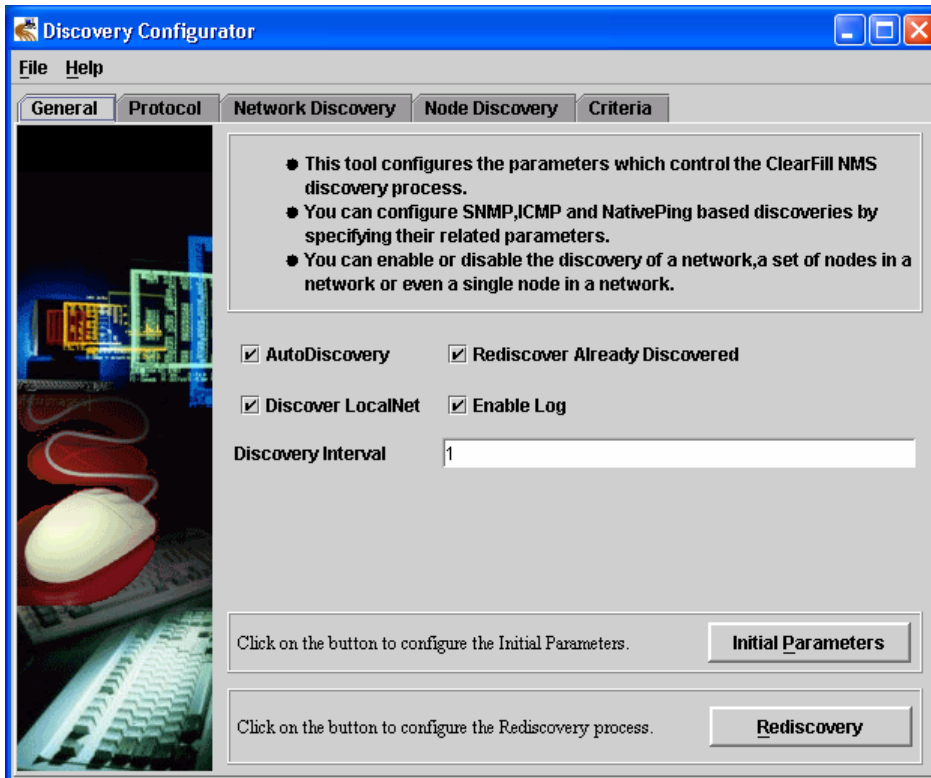 Discovery Configurator
File Help
General Protocol Network Discovery Node Discovery Criteria
● This tool configures the parameters which control the ClearFill NMS
discovery process.
● You can configure SNMP,ICMP and NativePing based discoveries by
specifying their related parameters.
● You can enable or disable the discovery of a network,a set of nodes in a
network or even a single node in a network.
AutoDiscovery Rediscover Already Discovered
Discover LocalNet Enable Log
Discovery Interval 1
Click on the button to configure the Initial Parameters. Initial Parameters
Click on the button to configure the Rediscovery process. Rediscovery